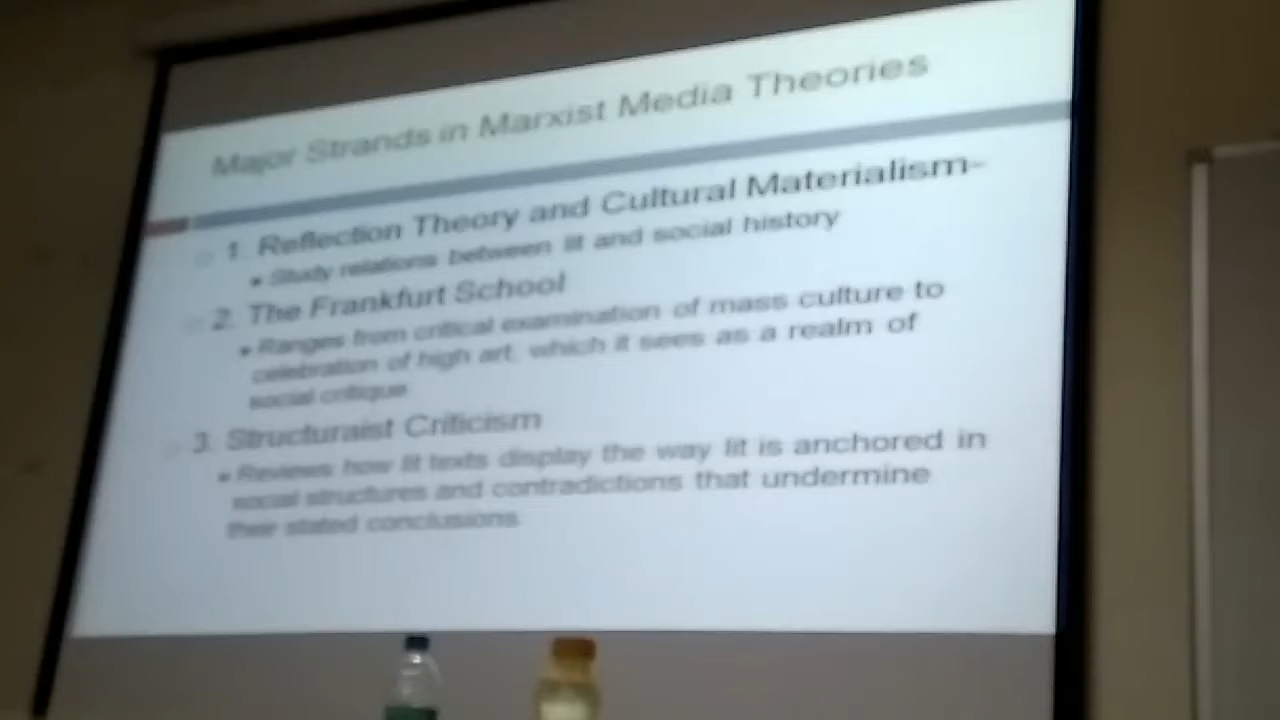 Major Strands in Marxist Media Theories
1. Reflection Theory and Cultural Materialism-
Study relations between lit and social history
2. The Frankfurt School
Ranges from critical examination of mass culture to
celebration of high art, which it sees as a realm of
social critique
3. Structuraist Criticism
Reviews how lit texts display the way lit is anchored in
social structures and contradictions that undermine
their stated conclusions